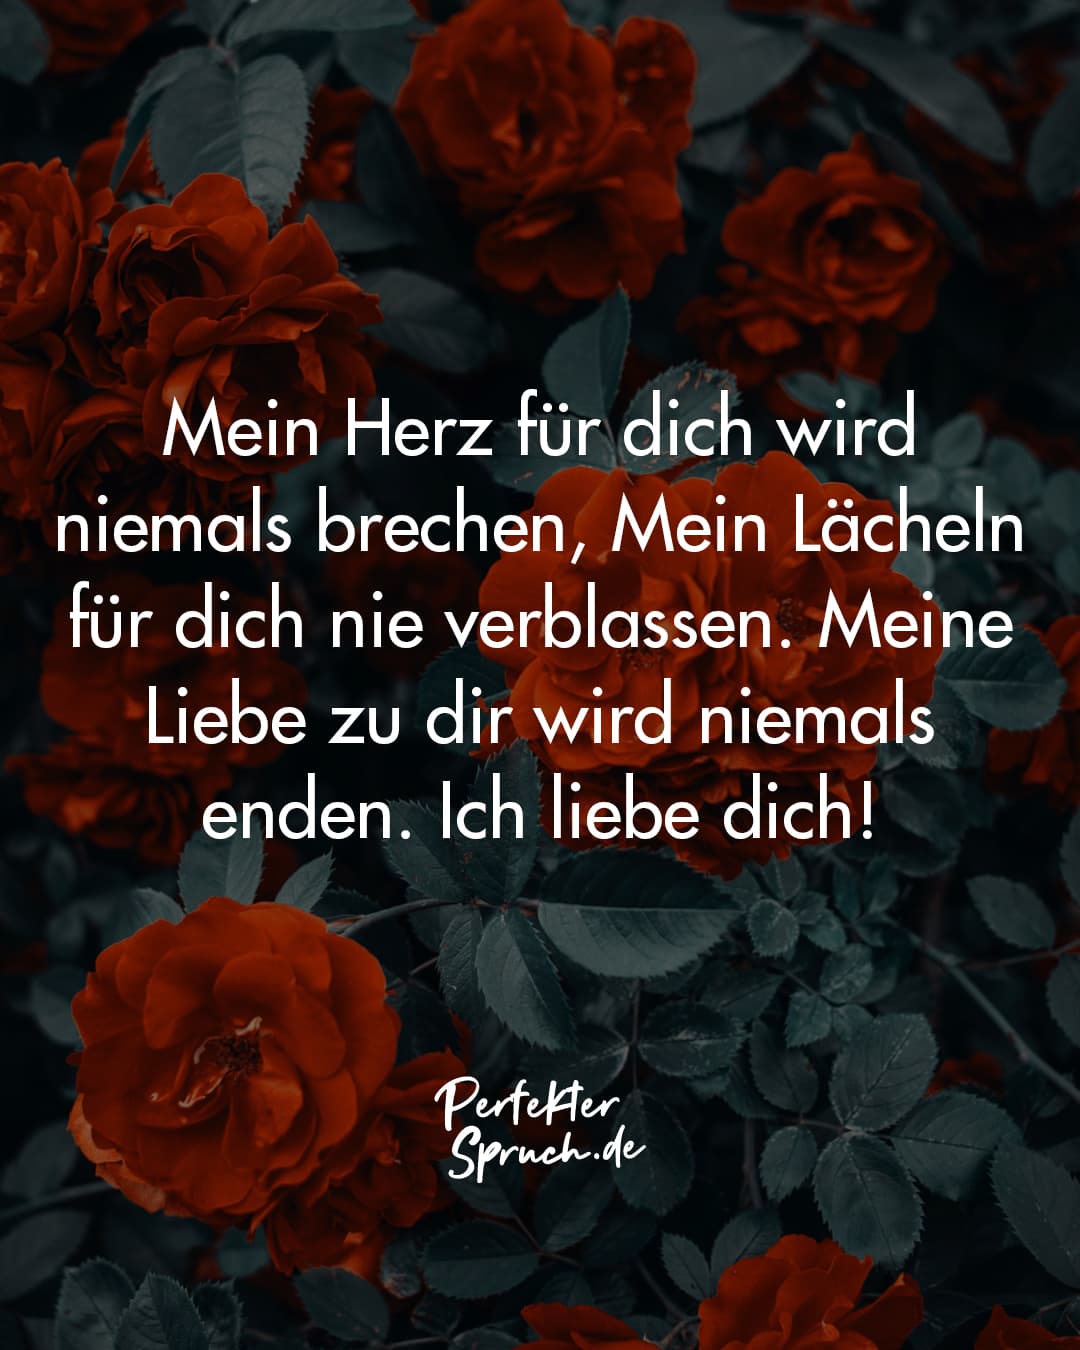 Mein Herz für dich wird
niemals brechen, Mein Lächeln
für dich nie verblassen. Meine
Liebe zu dir wird niemals
enden. Ich liebe dich!
Perfekter
Spruch.de